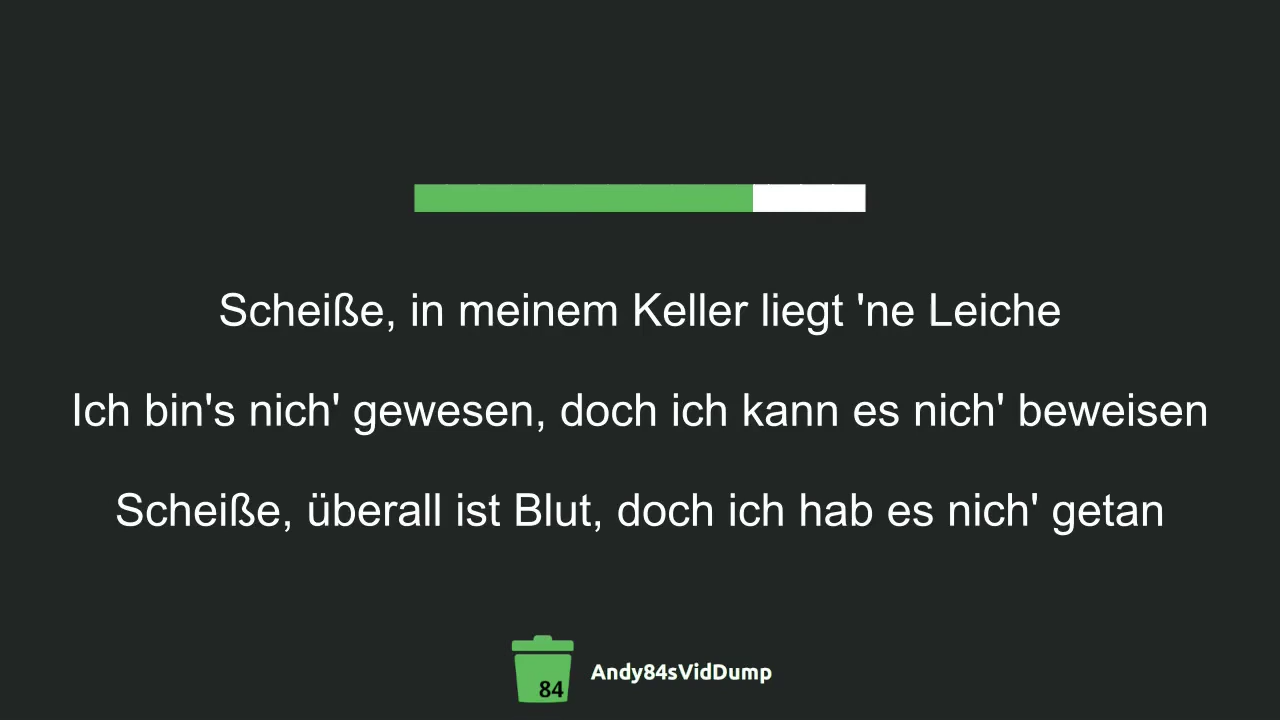 Scheiße, in meinem Keller liegt 'ne Leiche
Ich bin's nich' gewesen, doch ich kann es nich' beweisen
Scheiße, überall ist Blut, doch ich hab es nich' getan
84
Andy84sVidDump